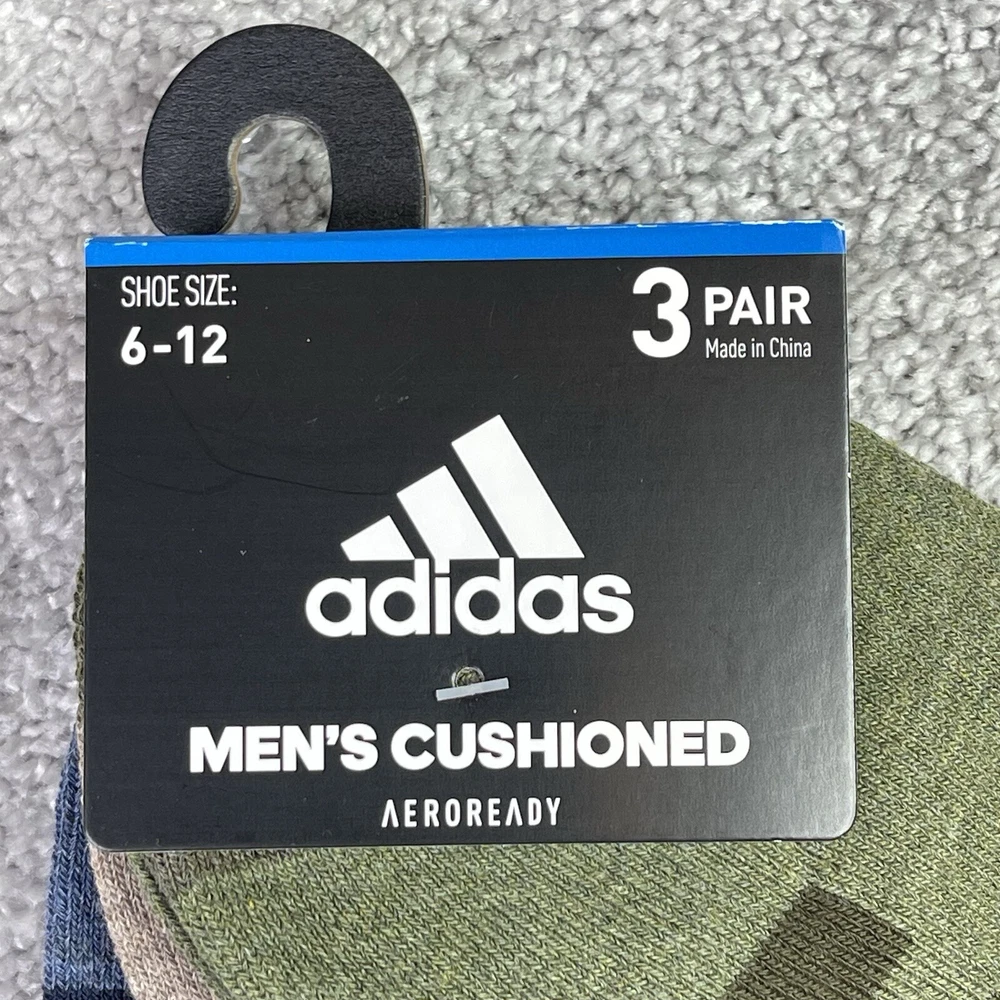 SHOE SIZE:
6-12
3 PAIR
Made in China
adidas
MEN'S CUSHIONED
AEROREADY